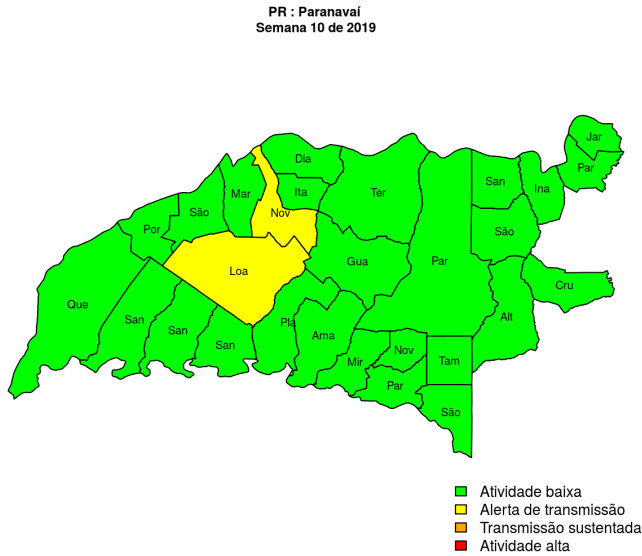 PR : Paranavaí
Semana 10 de 2019
Jar
Dia
Par
Ita
San
Ina
Mar
Ter
São
Nov
Por
São
Par
Gua
Loa
Cru
Que
San
Alt
San
Pla
Ama
San
Nov
Mir
Tam
Par
São
Atividade baixa
Alerta de transmissão
Transmissão sustentada
Atividade alta